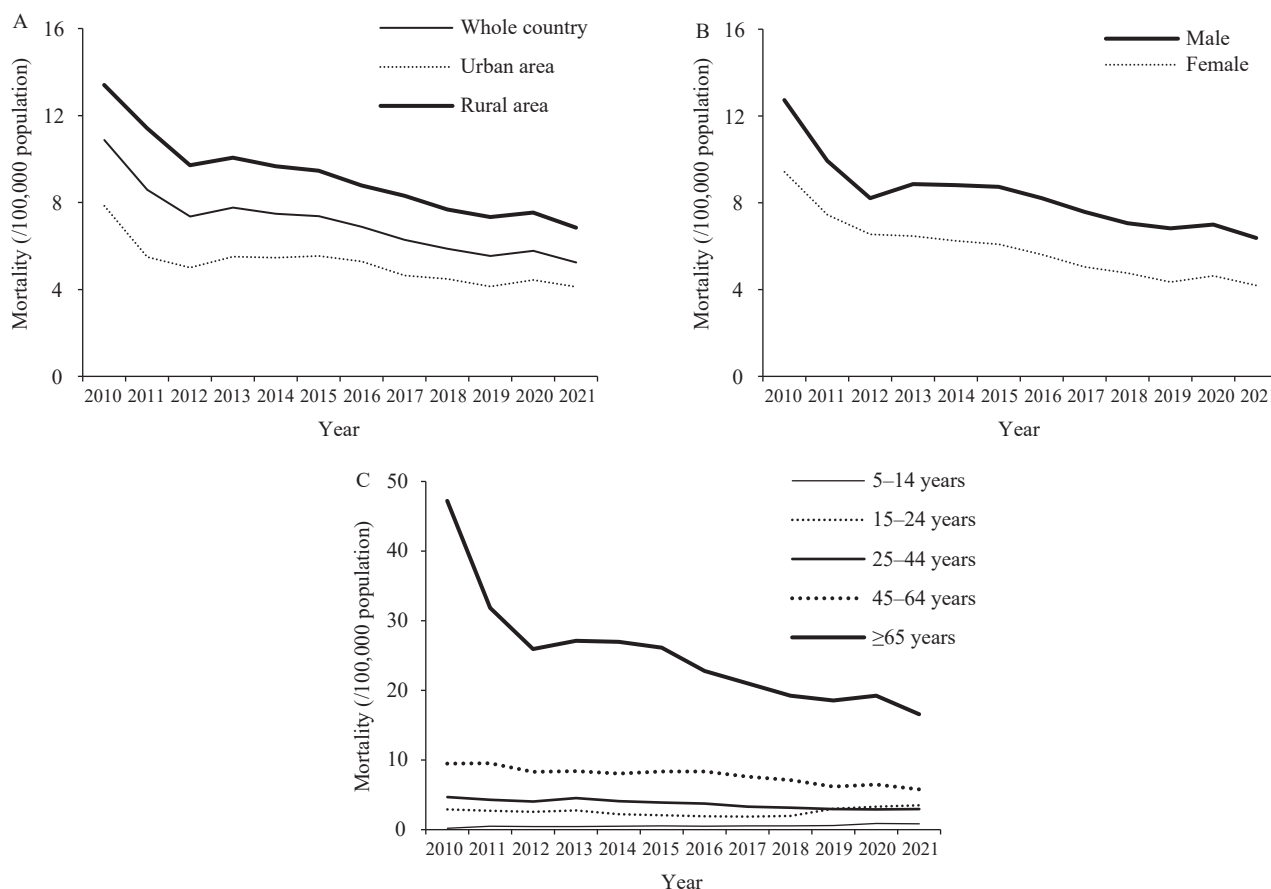 A
16
12
8
4
0
Mortality (/100,000 population)
Whole country
Urban area
Rural area
2010 2011 2012 2013 2014 2015 2016 2017 2018 2019 2020 2021
Year
B
16
12
8
4
0
Mortality (/100,000 population)
Male
Female
2010 2011 2012 2013 2014 2015 2016 2017 2018 2019 2020 202
Year
C
50
40
30
20
10
0
Mortality (/100,000 population)
5–14 years
15–24 years
25–44 years
45–64 years
≥65 years
2010 2011 2012 2013 2014 2015 2016 2017 2018 2019 2020 2021
Year